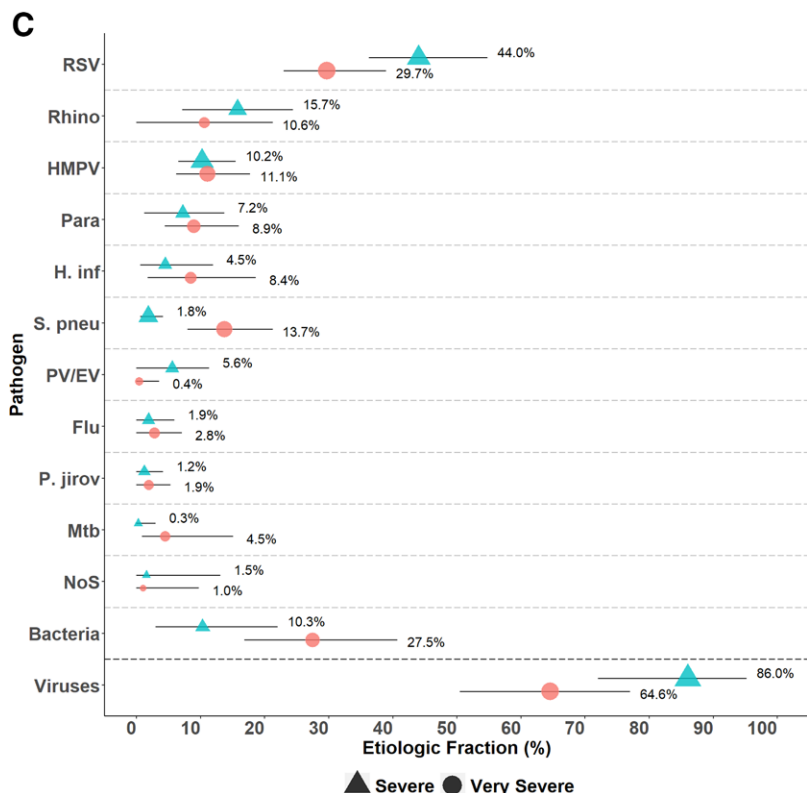 C
RSV
44.0%
29.7%
Rhino
15.7%
10.6%
HMPV
10.2%
11.1%
Para
7.2%
8.9%
H. inf
4.5%
8.4%
S. pneu
1.8%
13.7%
PV/EV
5.6%
0.4%
Flu
1.9%
2.8%
P. jirov
1.2%
1.9%
Mtb
0.3%
4.5%
NoS
1.5%
1.0%
Bacteria
10.3%
27.5%
Viruses
86.0%
64.6%
Pathogen
0 10 20 30 40 50 60 70 80 90 100
Etiologic Fraction (%)
Severe Very Severe